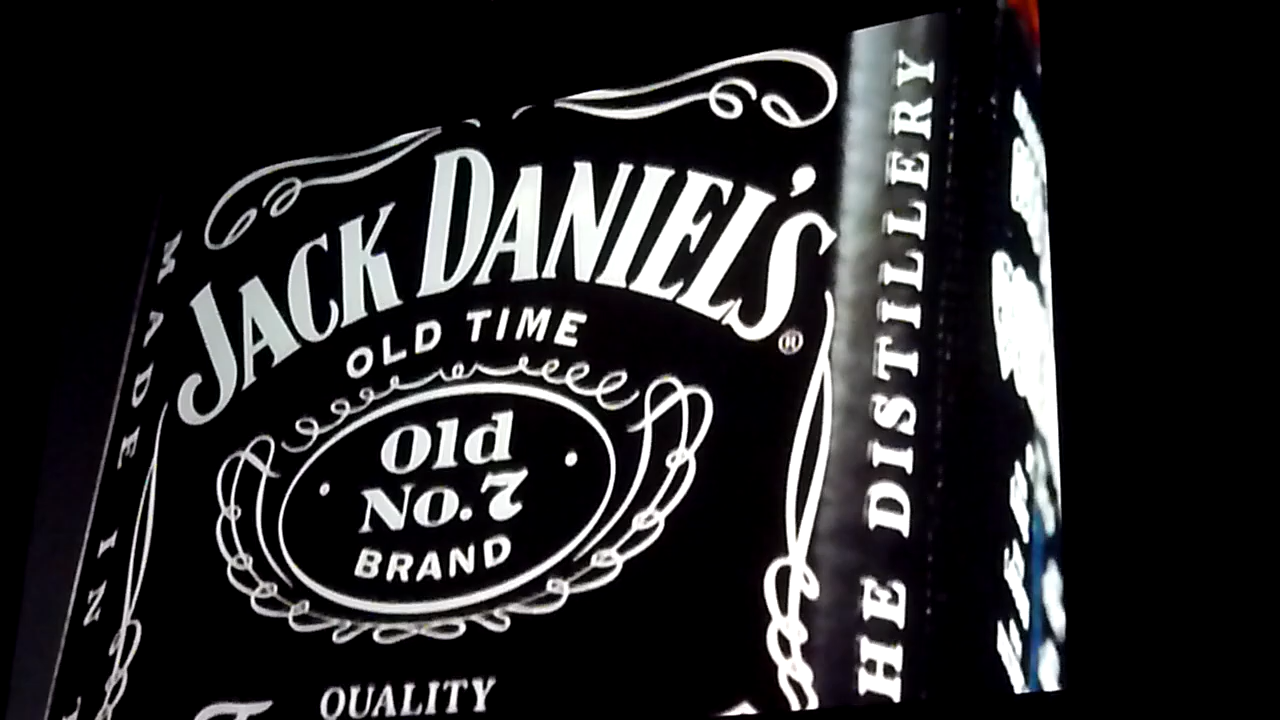 JACK DANIEL'S
®
OLD TIME
Old
No.7
BRAND
QUALITY
MADE IN
HE DISTILLERY